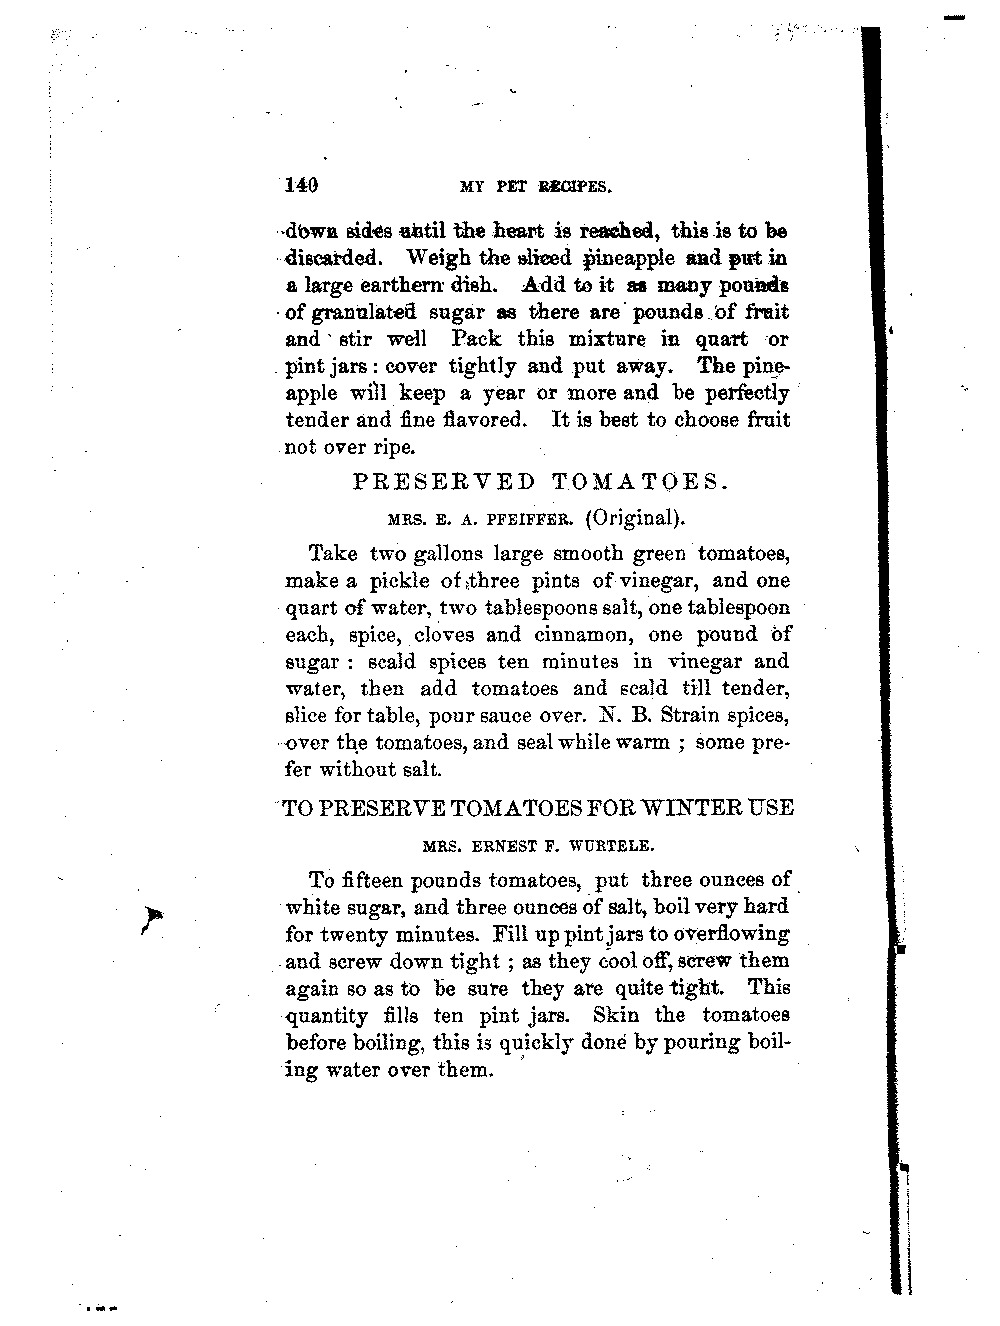 140 MY PET RECIPES.
down sides until the heart is reached, this is to be
discarded. Weigh the sliced pineapple and put in
a large earthern dish. Add to it as many pounds
of granulated sugar as there are pounds of fruit
and stir well Pack this mixture in quart or
pint jars : cover tightly and put away. The pine-
apple will keep a year or more and be perfectly
tender and fine flavored. It is best to choose fruit
not over ripe.
PRESERVED TOMATOES.
MRS. E. A. PFEIFFER. (Original).
Take two gallons large smooth green tomatoes,
make a pickle of three pints of vinegar, and one
quart of water, two tablespoons salt, one tablespoon
each, spice, cloves and cinnamon, one pound of
sugar : scald spices ten minutes in vinegar and
water, then add tomatoes and scald till tender,
slice for table, pour sauce over. N. B. Strain spices,
over the tomatoes, and seal while warm ; some pre-
fer without salt.
TO PRESERVE TOMATOES FOR WINTER USE
MRS. ERNEST F. WURTELE.
To fifteen pounds tomatoes, put three ounces of
white sugar, and three ounces of salt, boil very hard
for twenty minutes. Fill up pint jars to overflowing
and screw down tight ; as they cool off, screw them
again so as to be sure they are quite tight. This
quantity fills ten pint jars. Skin the tomatoes
before boiling, this is quickly done by pouring boil-
ing water over them.